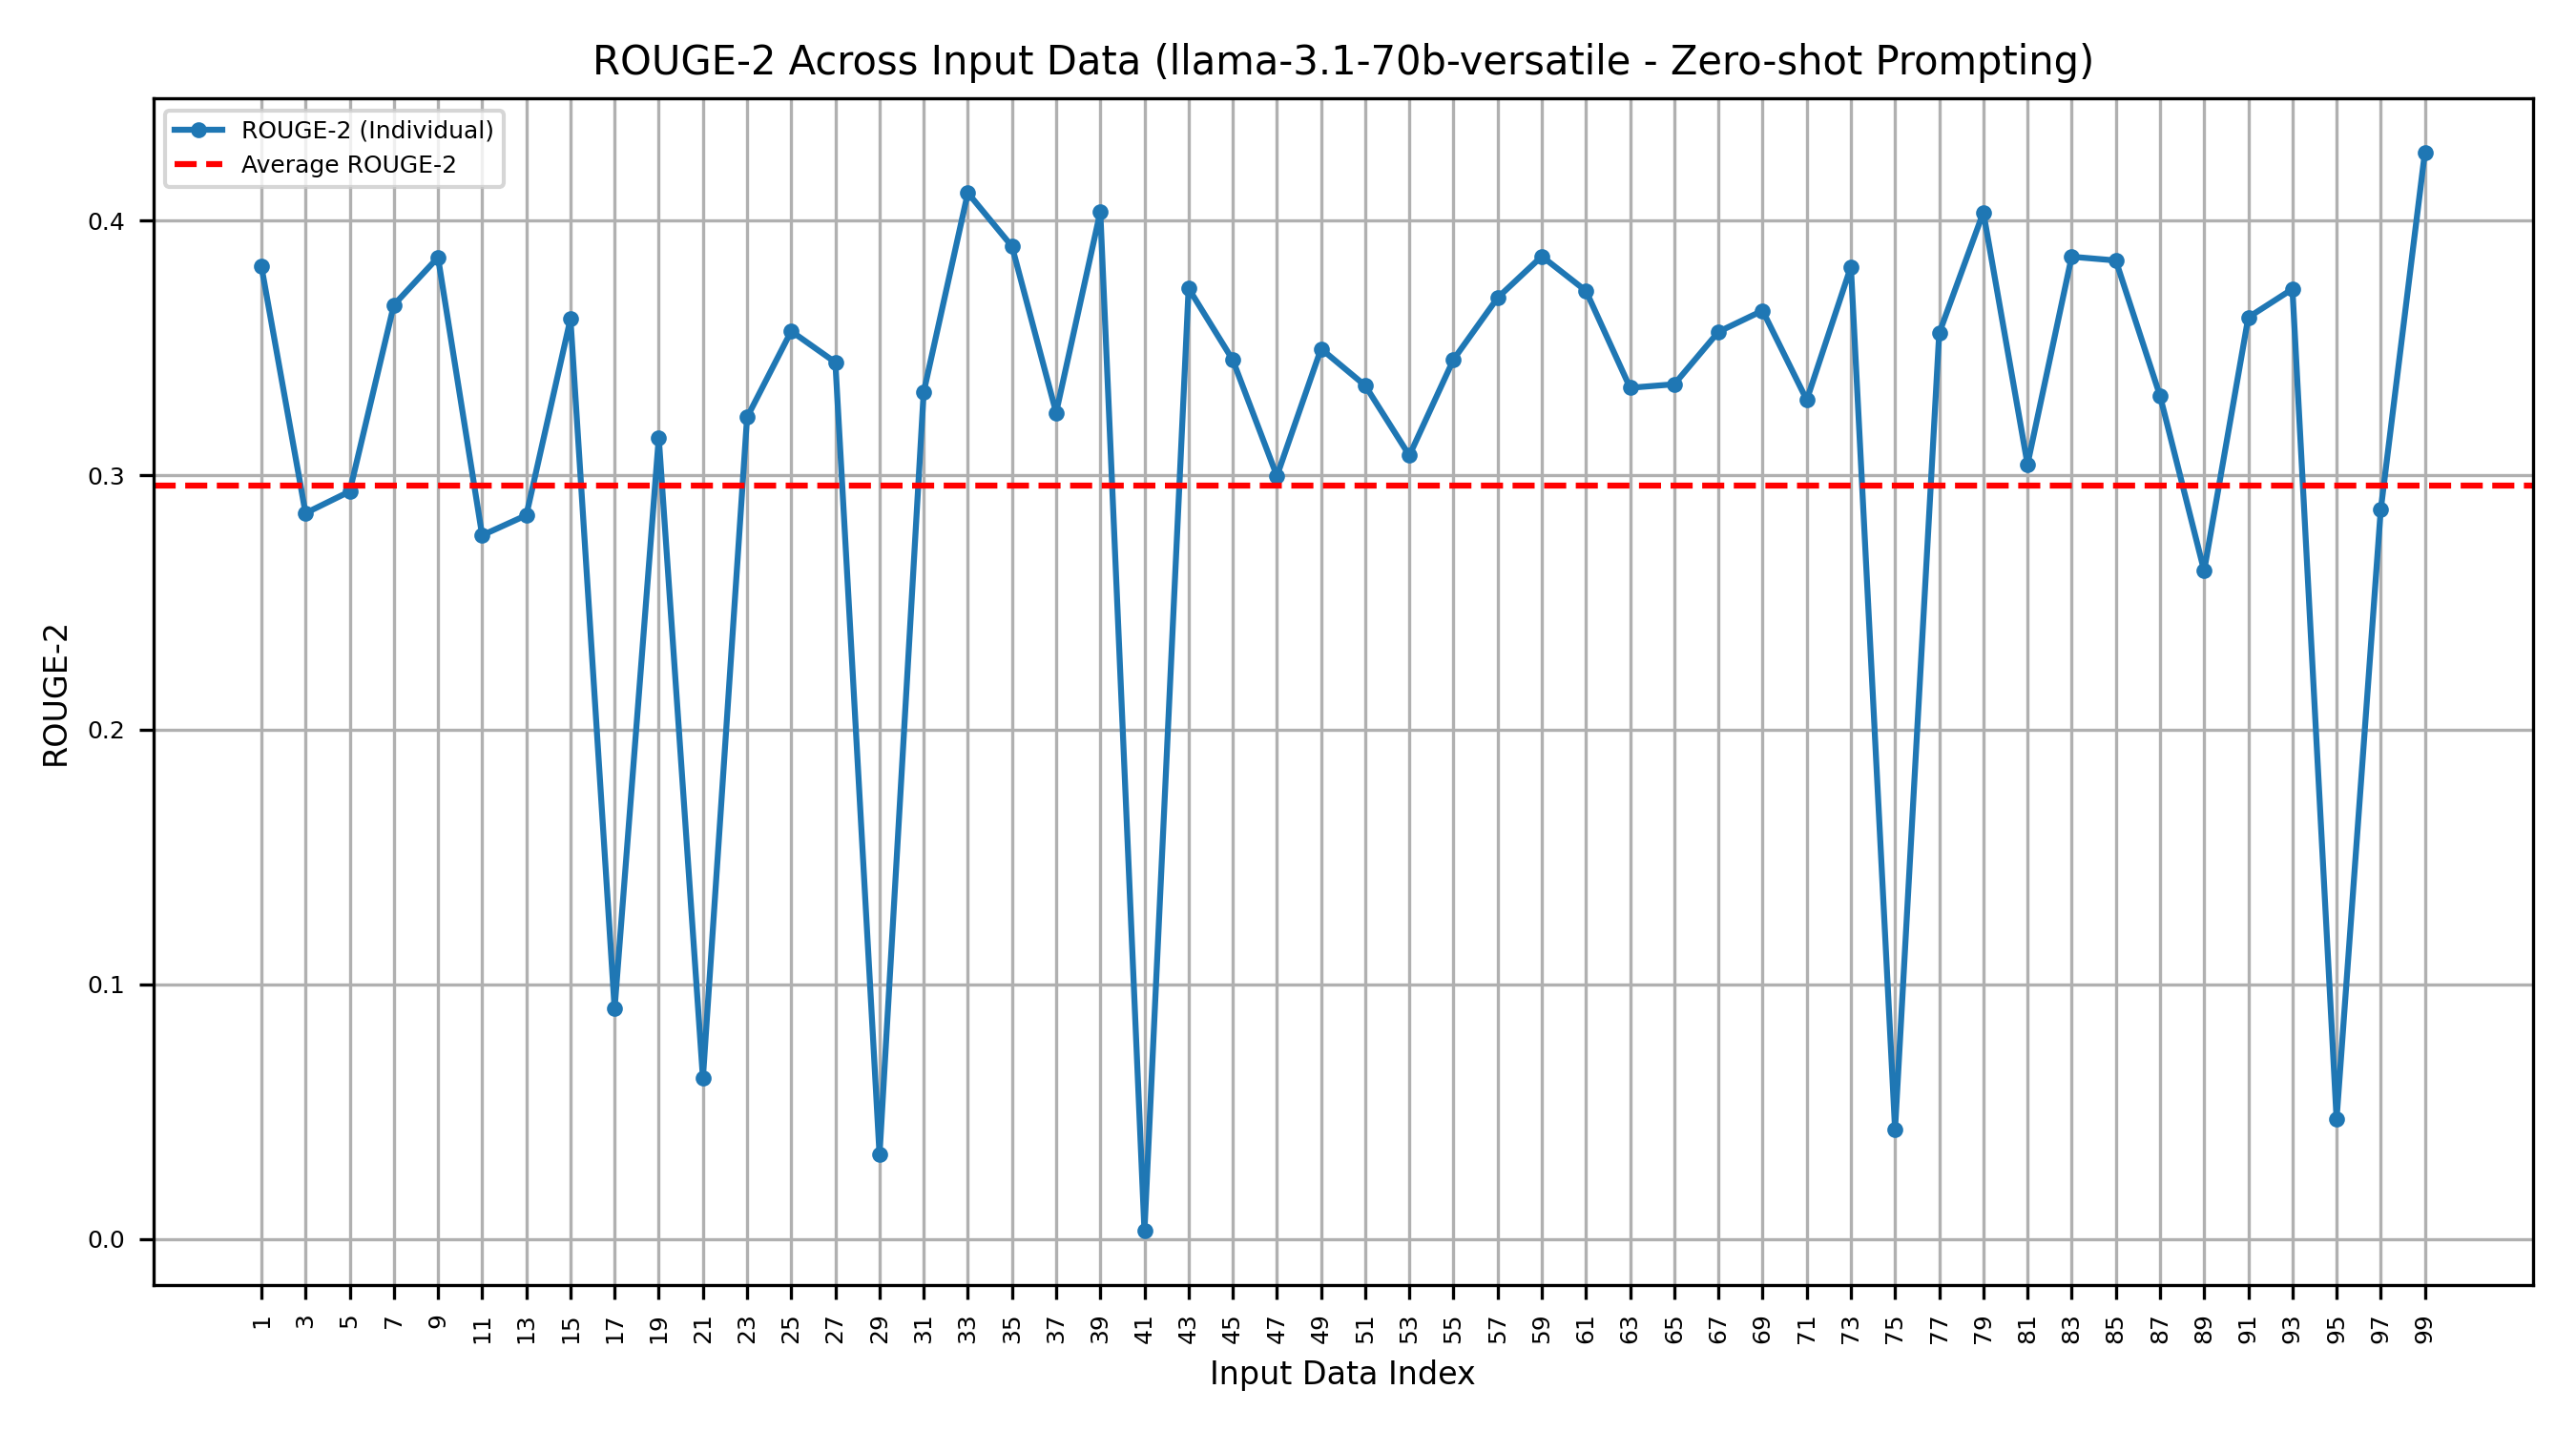 ROUGE-2 Across Input Data (llama-3.1-70b-versatile - Zero-shot Prompting)
ROUGE-2 (Individual)
Average ROUGE-2
ROUGE-2
0.4
0.3
0.2
0.1
0.0
1 3 5 7 9 11 13 15 17 19 21 23 25 27 29 31 33 35 37 39 41 43 45 47 49 51 53 55 57 59 61 63 65 67 69 71 73 75 77 79 81 83 85 87 89 91 93 95 97 99
Input Data Index